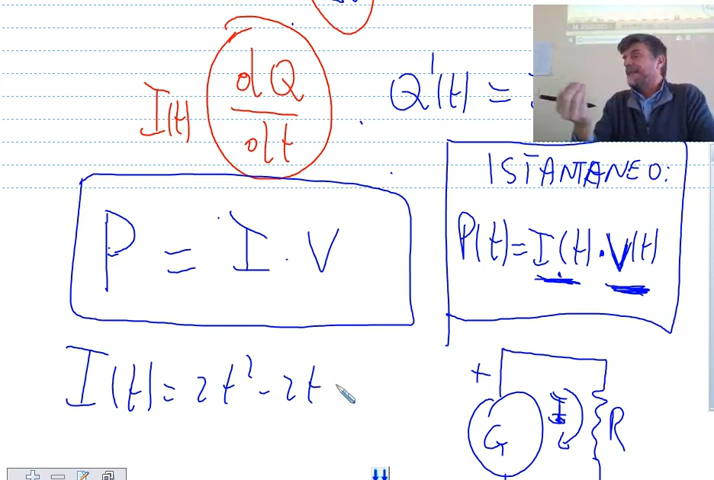 I(t) dQ/dt
Q'(t) =
P = I · V
ISTANTANEO:
P(t) = I(t) · V(t)
I(t) = 2t² - 2t
+
G I R